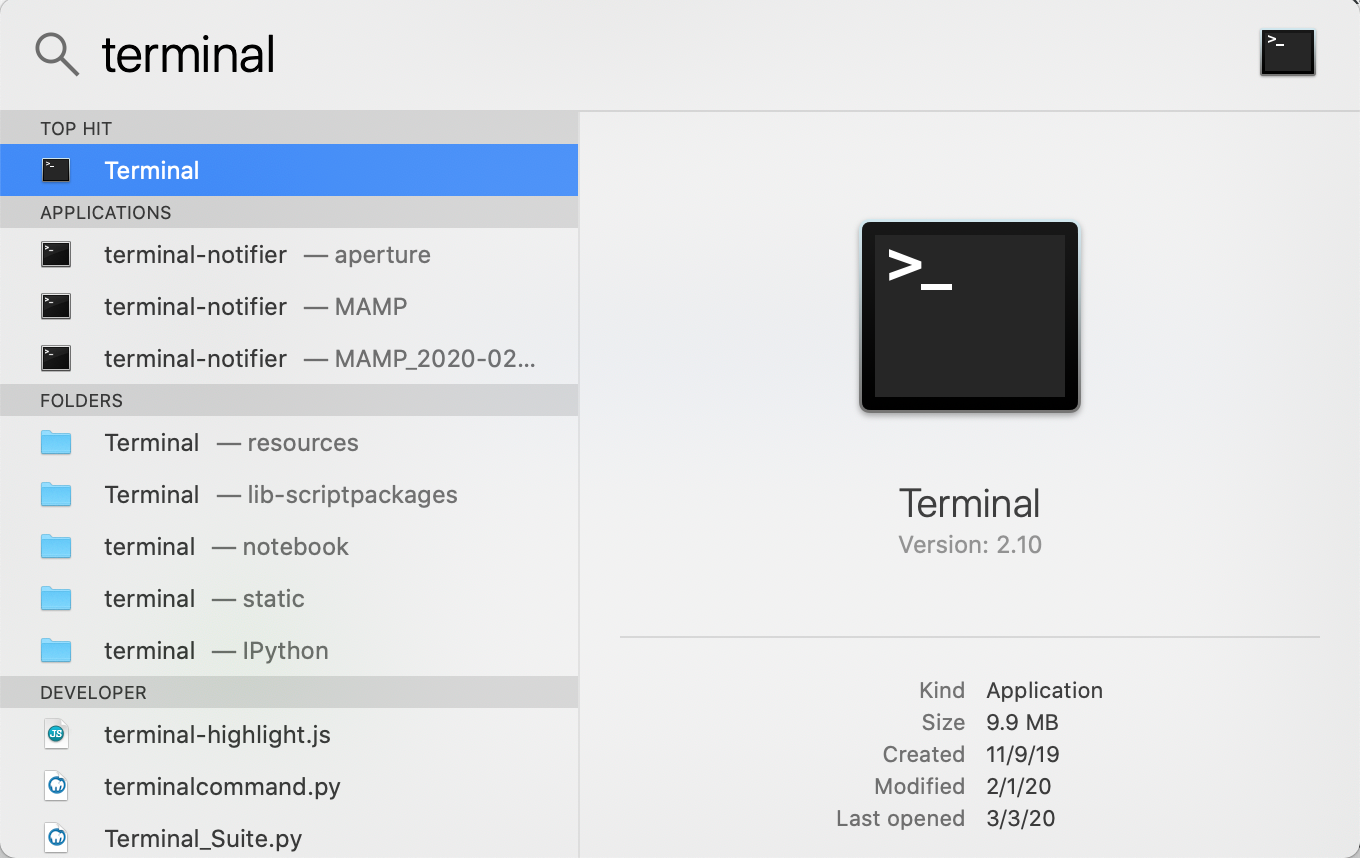 terminal
TOP HIT
Terminal
APPLICATIONS
terminal-notifier — aperture
terminal-notifier — MAMP
terminal-notifier — MAMP_2020-02...
FOLDERS
Terminal — resources
Terminal — lib-scriptpackages
terminal — notebook
terminal — static
terminal — IPython
DEVELOPER
JS terminal-highlight.js
terminalcommand.py
Terminal_Suite.py
>_
Terminal
Version: 2.10
Kind Application
Size 9.9 MB
Created 11/9/19
Modified 2/1/20
Last opened 3/3/20